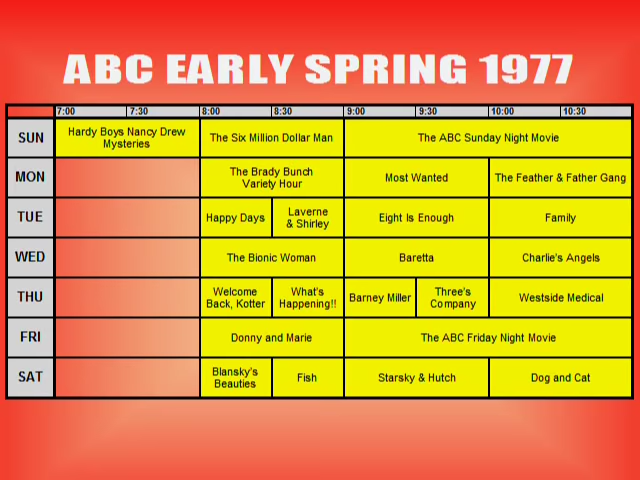 ABC EARLY SPRING 1977
7:00 7:30 8:00 8:30 9:00 9:30 10:00 10:30
SUN
Hardy Boys Nancy Drew
Mysteries
The Six Million Dollar Man
The ABC Sunday Night Movie
MON
The Brady Bunch
Variety Hour
Most Wanted
The Feather & Father Gang
TUE
Happy Days
Laverne
& Shirley
Eight Is Enough
Family
WED
The Bionic Woman
Baretta
Charlie's Angels
THU
Welcome
Back, Kotter
What's
Happening!!
Barney Miller
Three's
Company
Westside Medical
FRI
Donny and Marie
The ABC Friday Night Movie
SAT
Blansky's
Beauties
Fish
Starsky & Hutch
Dog and Cat